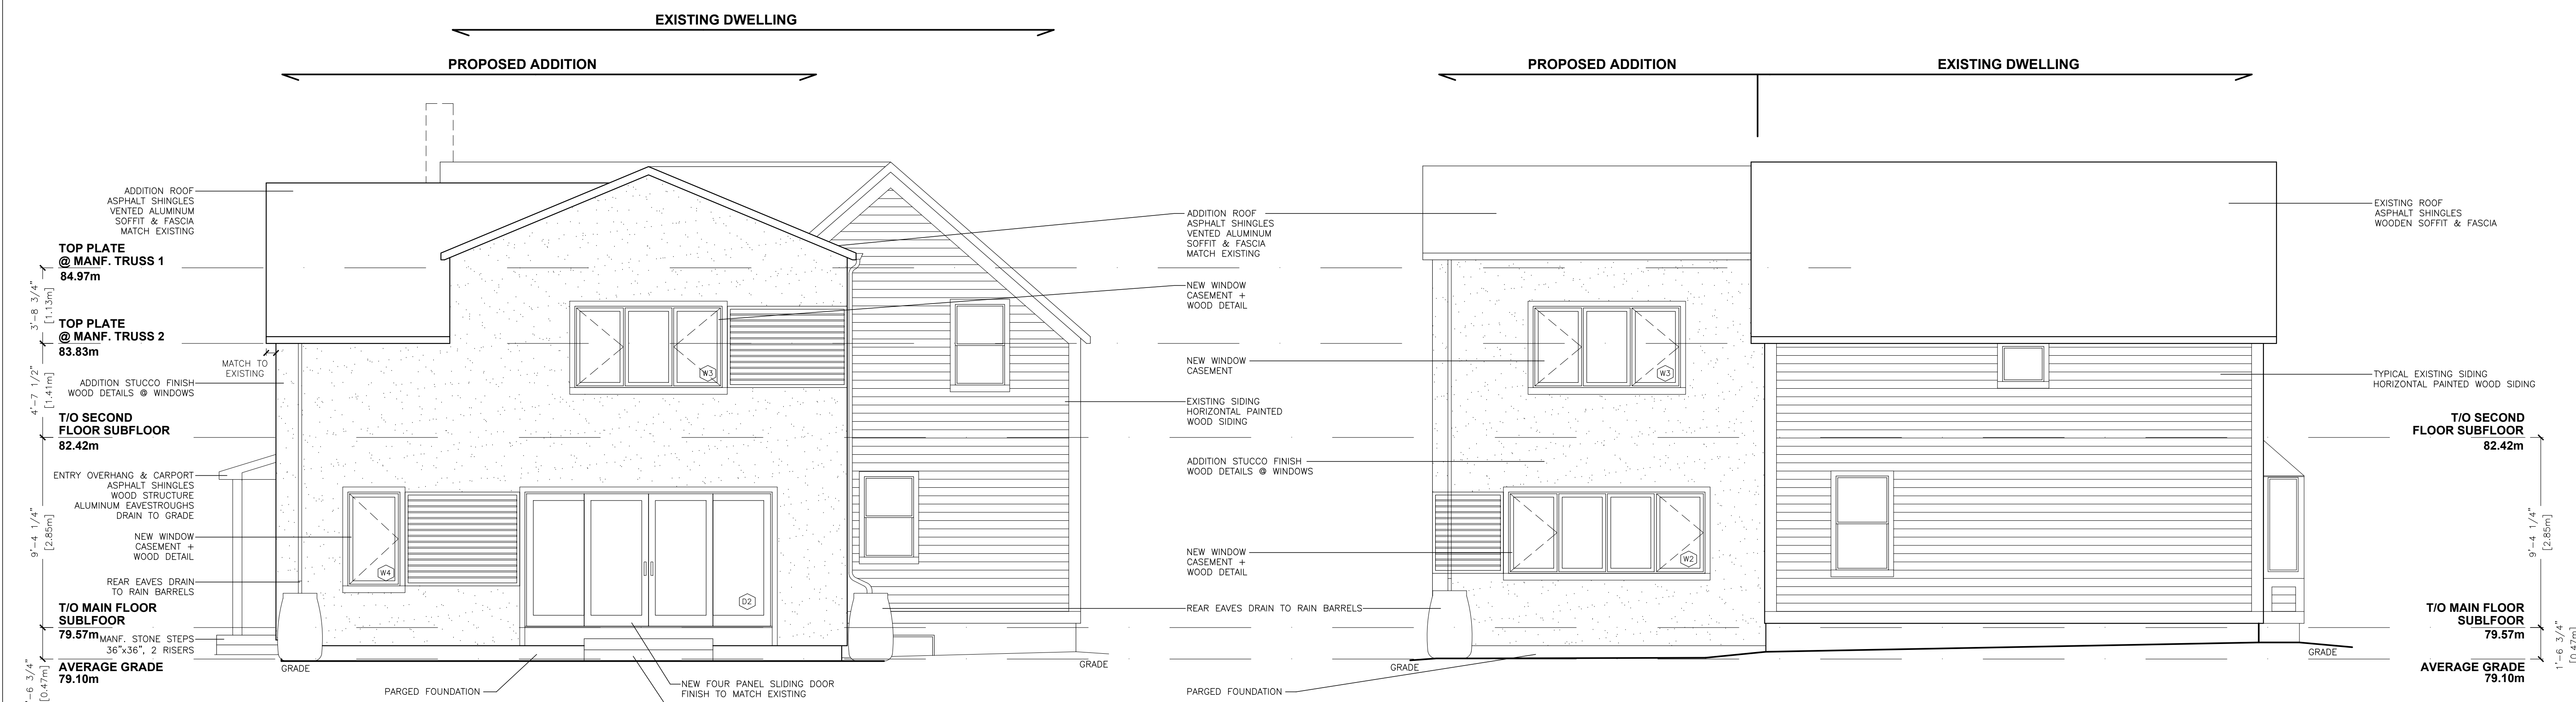 EXISTING DWELLING
PROPOSED ADDITION
PROPOSED ADDITION
EXISTING DWELLING
ADDITION ROOF
ASPHALT SHINGLES
VENTED ALUMINUM
SOFFIT & FASCIA
MATCH EXISTING
TOP PLATE
@ MANF. TRUSS 1
84.97m
3'-8 3/4"
[1.13m]
TOP PLATE
@ MANF. TRUSS 2
83.83m
MATCH TO
EXISTING
4'-7 1/2"
[1.41m]
ADDITION STUCCO FINISH
WOOD DETAILS @ WINDOWS
T/O SECOND
FLOOR SUBFLOOR
82.42m
ENTRY OVERHANG & CARPORT
ASPHALT SHINGLES
WOOD STRUCTURE
ALUMINUM EAVESTROUGHS
DRAIN TO GRADE
9'-4 1/4"
[2.85m]
NEW WINDOW
CASEMENT +
WOOD DETAIL
REAR EAVES DRAIN
TO RAIN BARRELS
T/O MAIN FLOOR
SUBLFOOR
79.57m
MANF. STONE STEPS
36"x36", 2 RISERS
AVERAGE GRADE
79.10m
'-6 3/4"
[0.47m]
GRADE
PARGED FOUNDATION
NEW FOUR PANEL SLIDING DOOR
FINISH TO MATCH EXISTING
W3
W4
D2
GRADE
ADDITION ROOF
ASPHALT SHINGLES
VENTED ALUMINUM
SOFFIT & FASCIA
MATCH EXISTING
NEW WINDOW
CASEMENT +
WOOD DETAIL
NEW WINDOW
CASEMENT
EXISTING SIDING
HORIZONTAL PAINTED
WOOD SIDING
ADDITION STUCCO FINISH
WOOD DETAILS @ WINDOWS
NEW WINDOW
CASEMENT +
WOOD DETAIL
REAR EAVES DRAIN TO RAIN BARRELS
PARGED FOUNDATION
GRADE
W3
W2
EXISTING ROOF
ASPHALT SHINGLES
WOODEN SOFFIT & FASCIA
TYPICAL EXISTING SIDING
HORIZONTAL PAINTED WOOD SIDING
T/O SECOND
FLOOR SUBFLOOR
82.42m
9'-4 1/4"
[2.85m]
T/O MAIN FLOOR
SUBLFOOR
79.57m
GRADE
AVERAGE GRADE
79.10m
1'-6 3/4"
[0.47m]